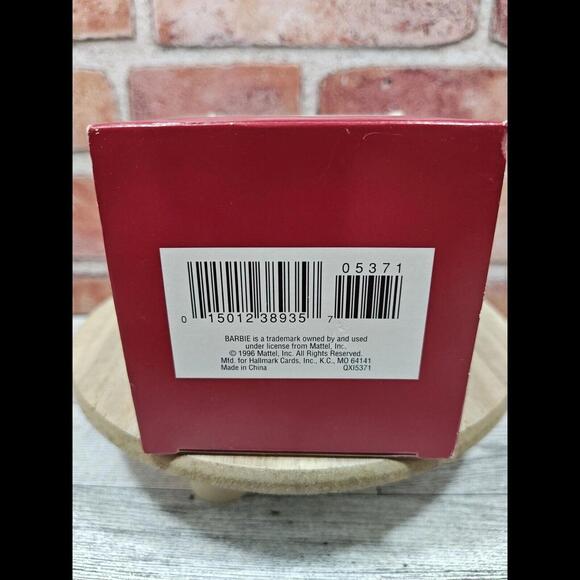 05371
0 15012 38935 7
BARBIE is a trademark owned by and used
under license from Mattel, Inc.
© 1996 Mattel, Inc. All Rights Reserved.
Mfd. for Hallmark Cards, Inc., K.C., MO 64141
Made in China QXI5371